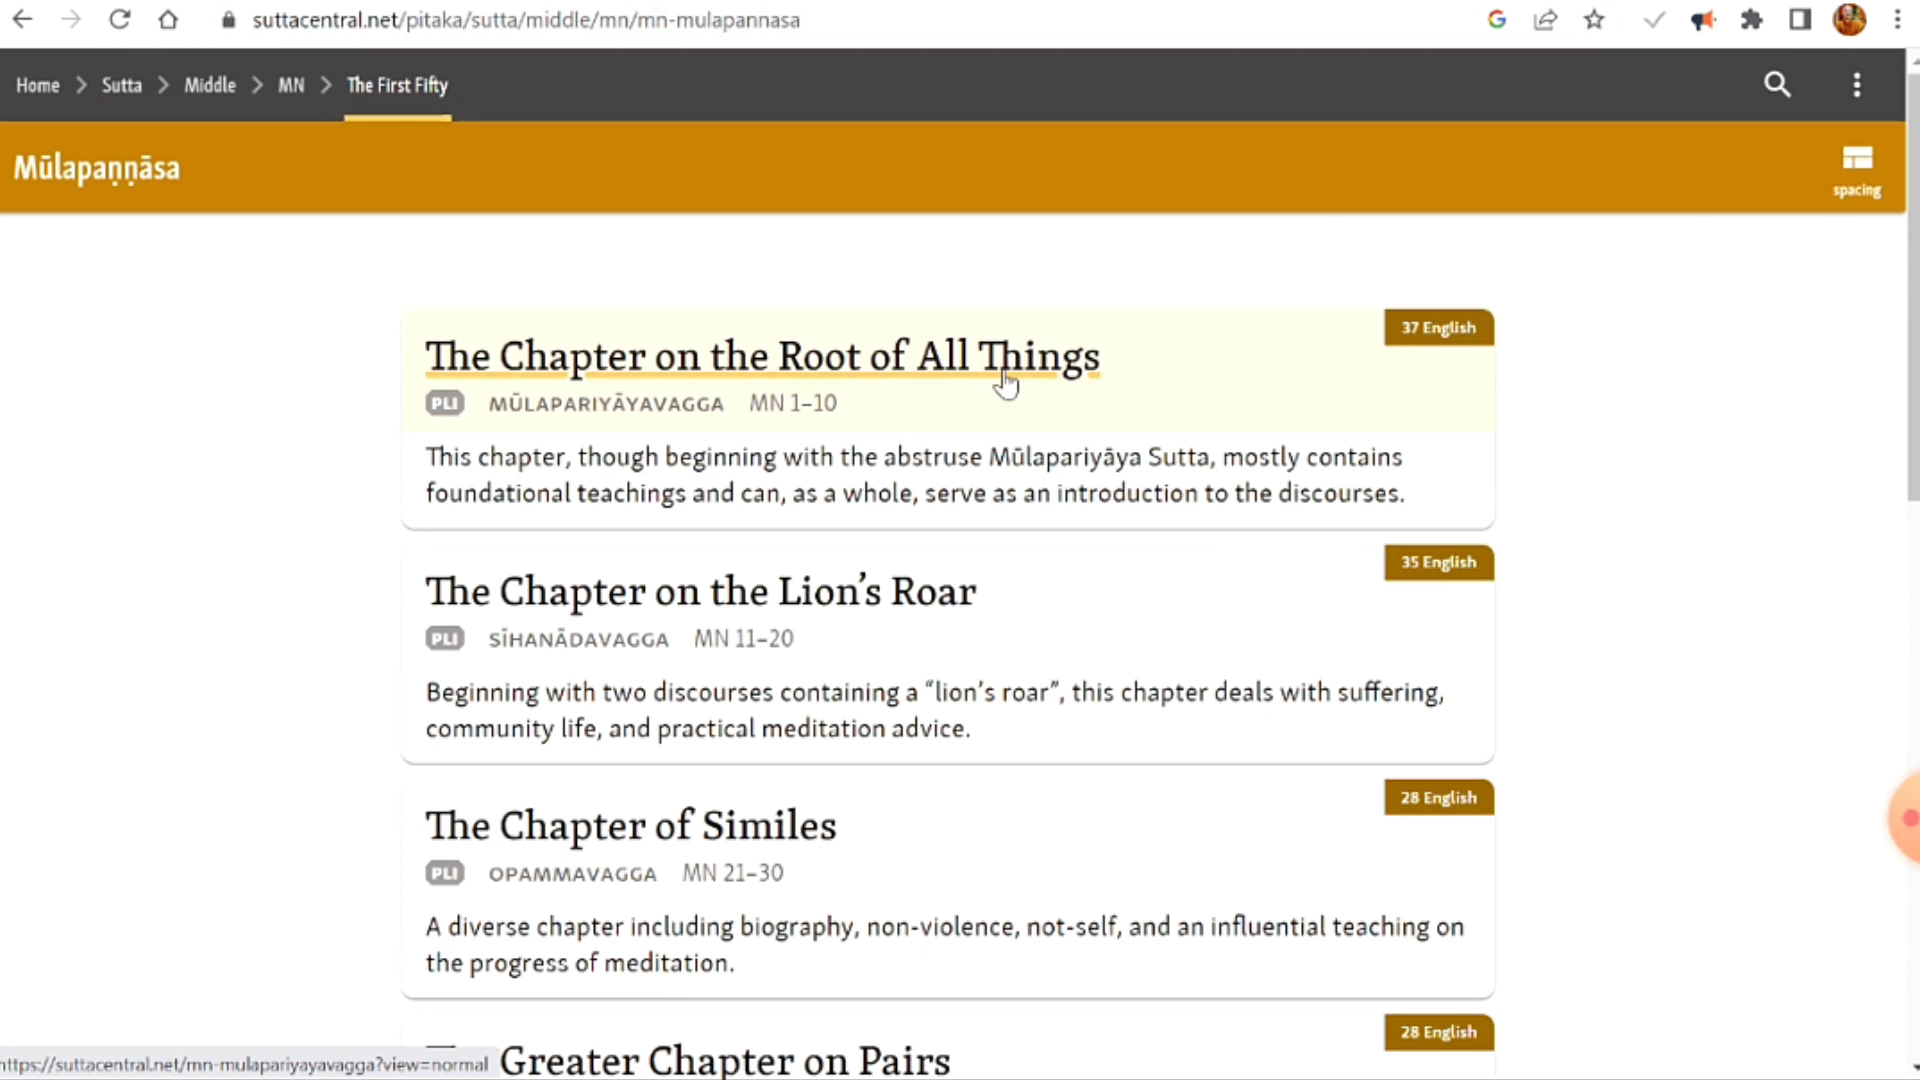 suttacentral.net/pitaka/sutta/middle/mn/mn-mulapannasa
Home > Sutta > Middle > MN > The First Fifty
Mūlapaṇṇāsa
spacing
37 English
The Chapter on the Root of All Things
PLI MŪLAPARIYĀYAVAGGA MN 1–10
This chapter, though beginning with the abstruse Mūlapariyāya Sutta, mostly contains
foundational teachings and can, as a whole, serve as an introduction to the discourses.
35 English
The Chapter on the Lion’s Roar
PLI SĪHANĀDAVAGGA MN 11–20
Beginning with two discourses containing a “lion’s roar”, this chapter deals with suffering,
community life, and practical meditation advice.
28 English
The Chapter of Similes
PLI OPAMMAVAGGA MN 21–30
A diverse chapter including biography, non-violence, not-self, and an influential teaching on
the progress of meditation.
28 English
Greater Chapter on Pairs
https://suttacentral.net/mn-mulapariyayavagga?view=normal